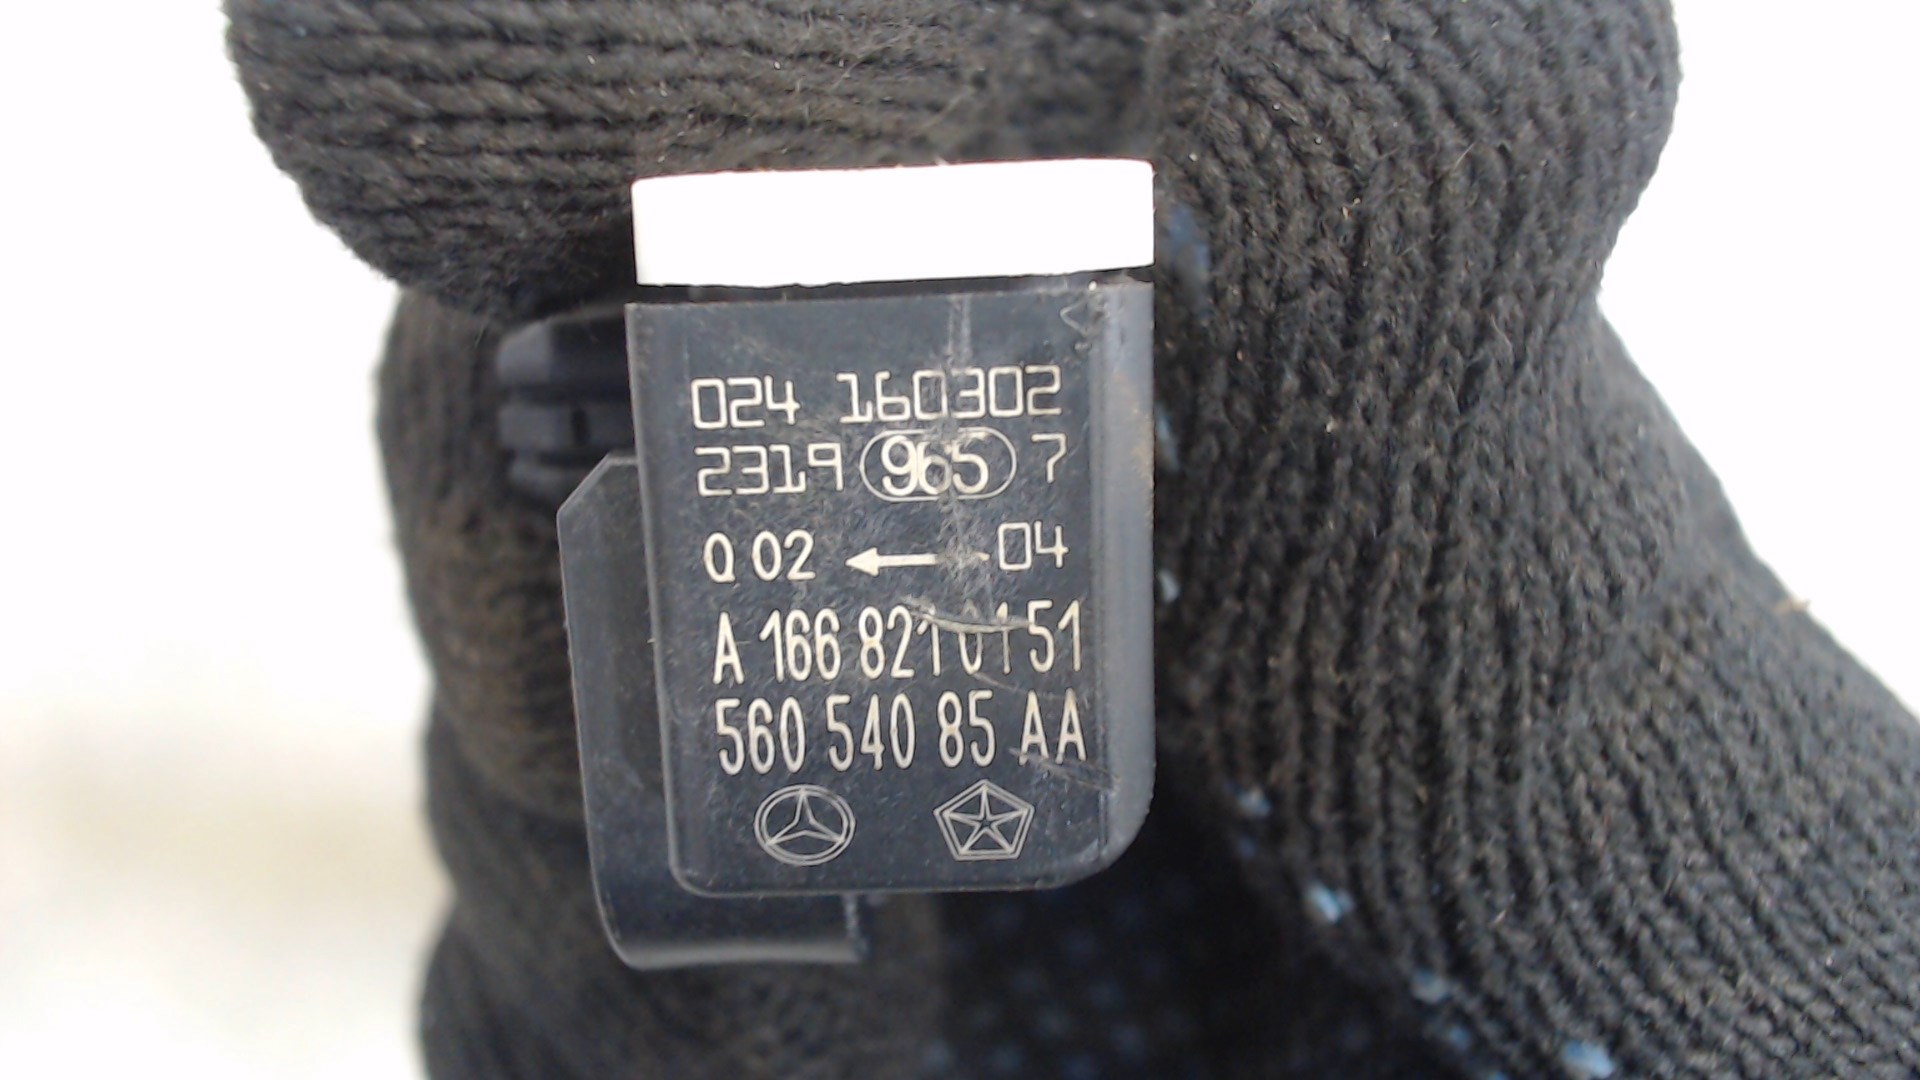 024 160302
2319 965 7
Q 02 ← 04
A 166 821 01 51
560 540 85 AA